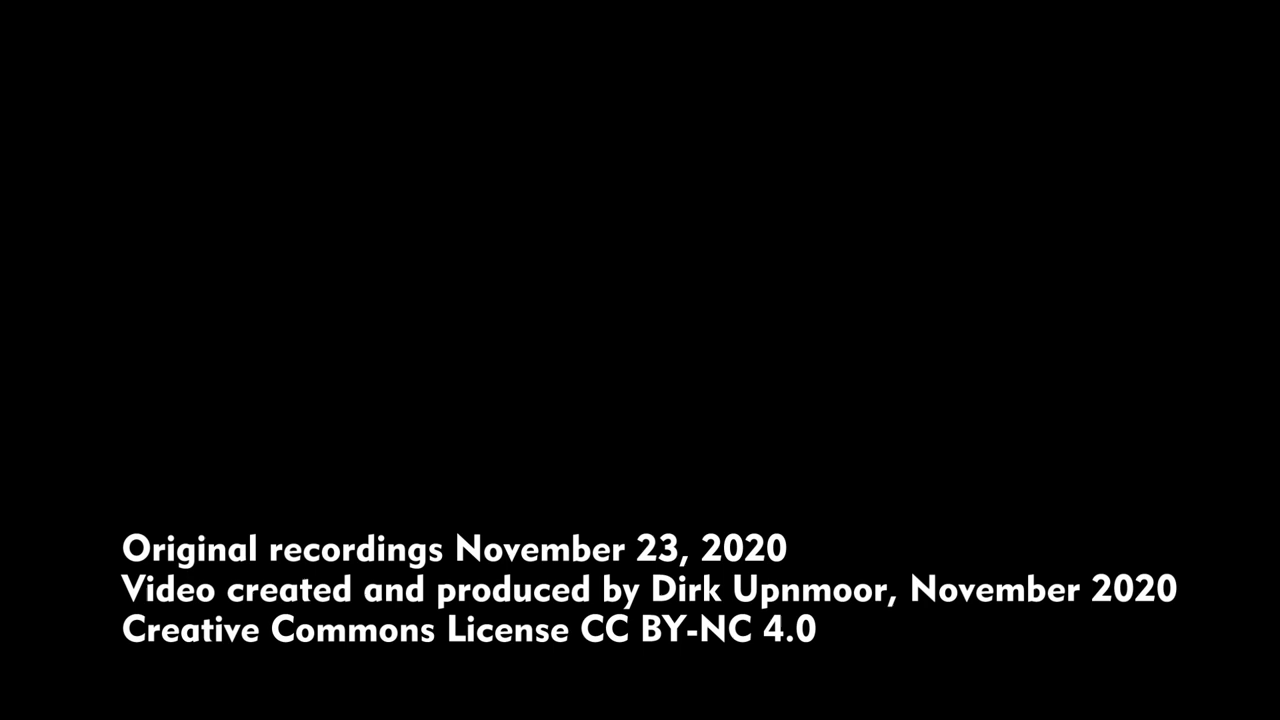 Original recordings November 23, 2020
Video created and produced by Dirk Upnmoor, November 2020
Creative Commons License CC BY-NC 4.0